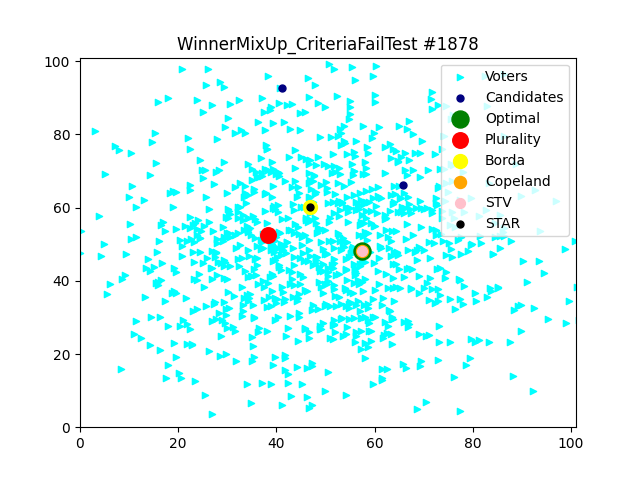 WinnerMixUp_CriteriaFailTest #1878
100
80
60
40
20
0
0 20 40 60 80 100
Voters
Candidates
Optimal
Plurality
Borda
Copeland
STV
STAR